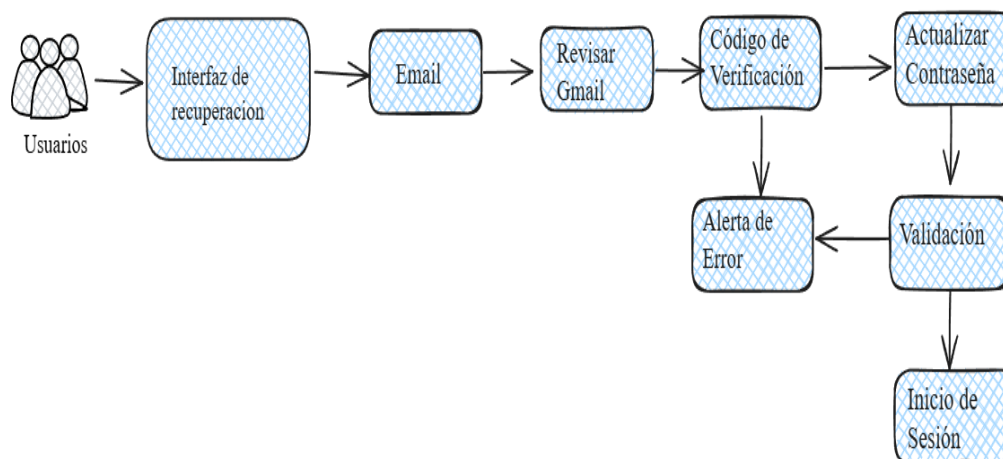 Usuarios
Interfaz de
recuperacion
Email
Revisar
Gmail
Código de
Verificación
Actualizar
Contraseña
Alerta de
Error
Validación
Inicio de
Sesión